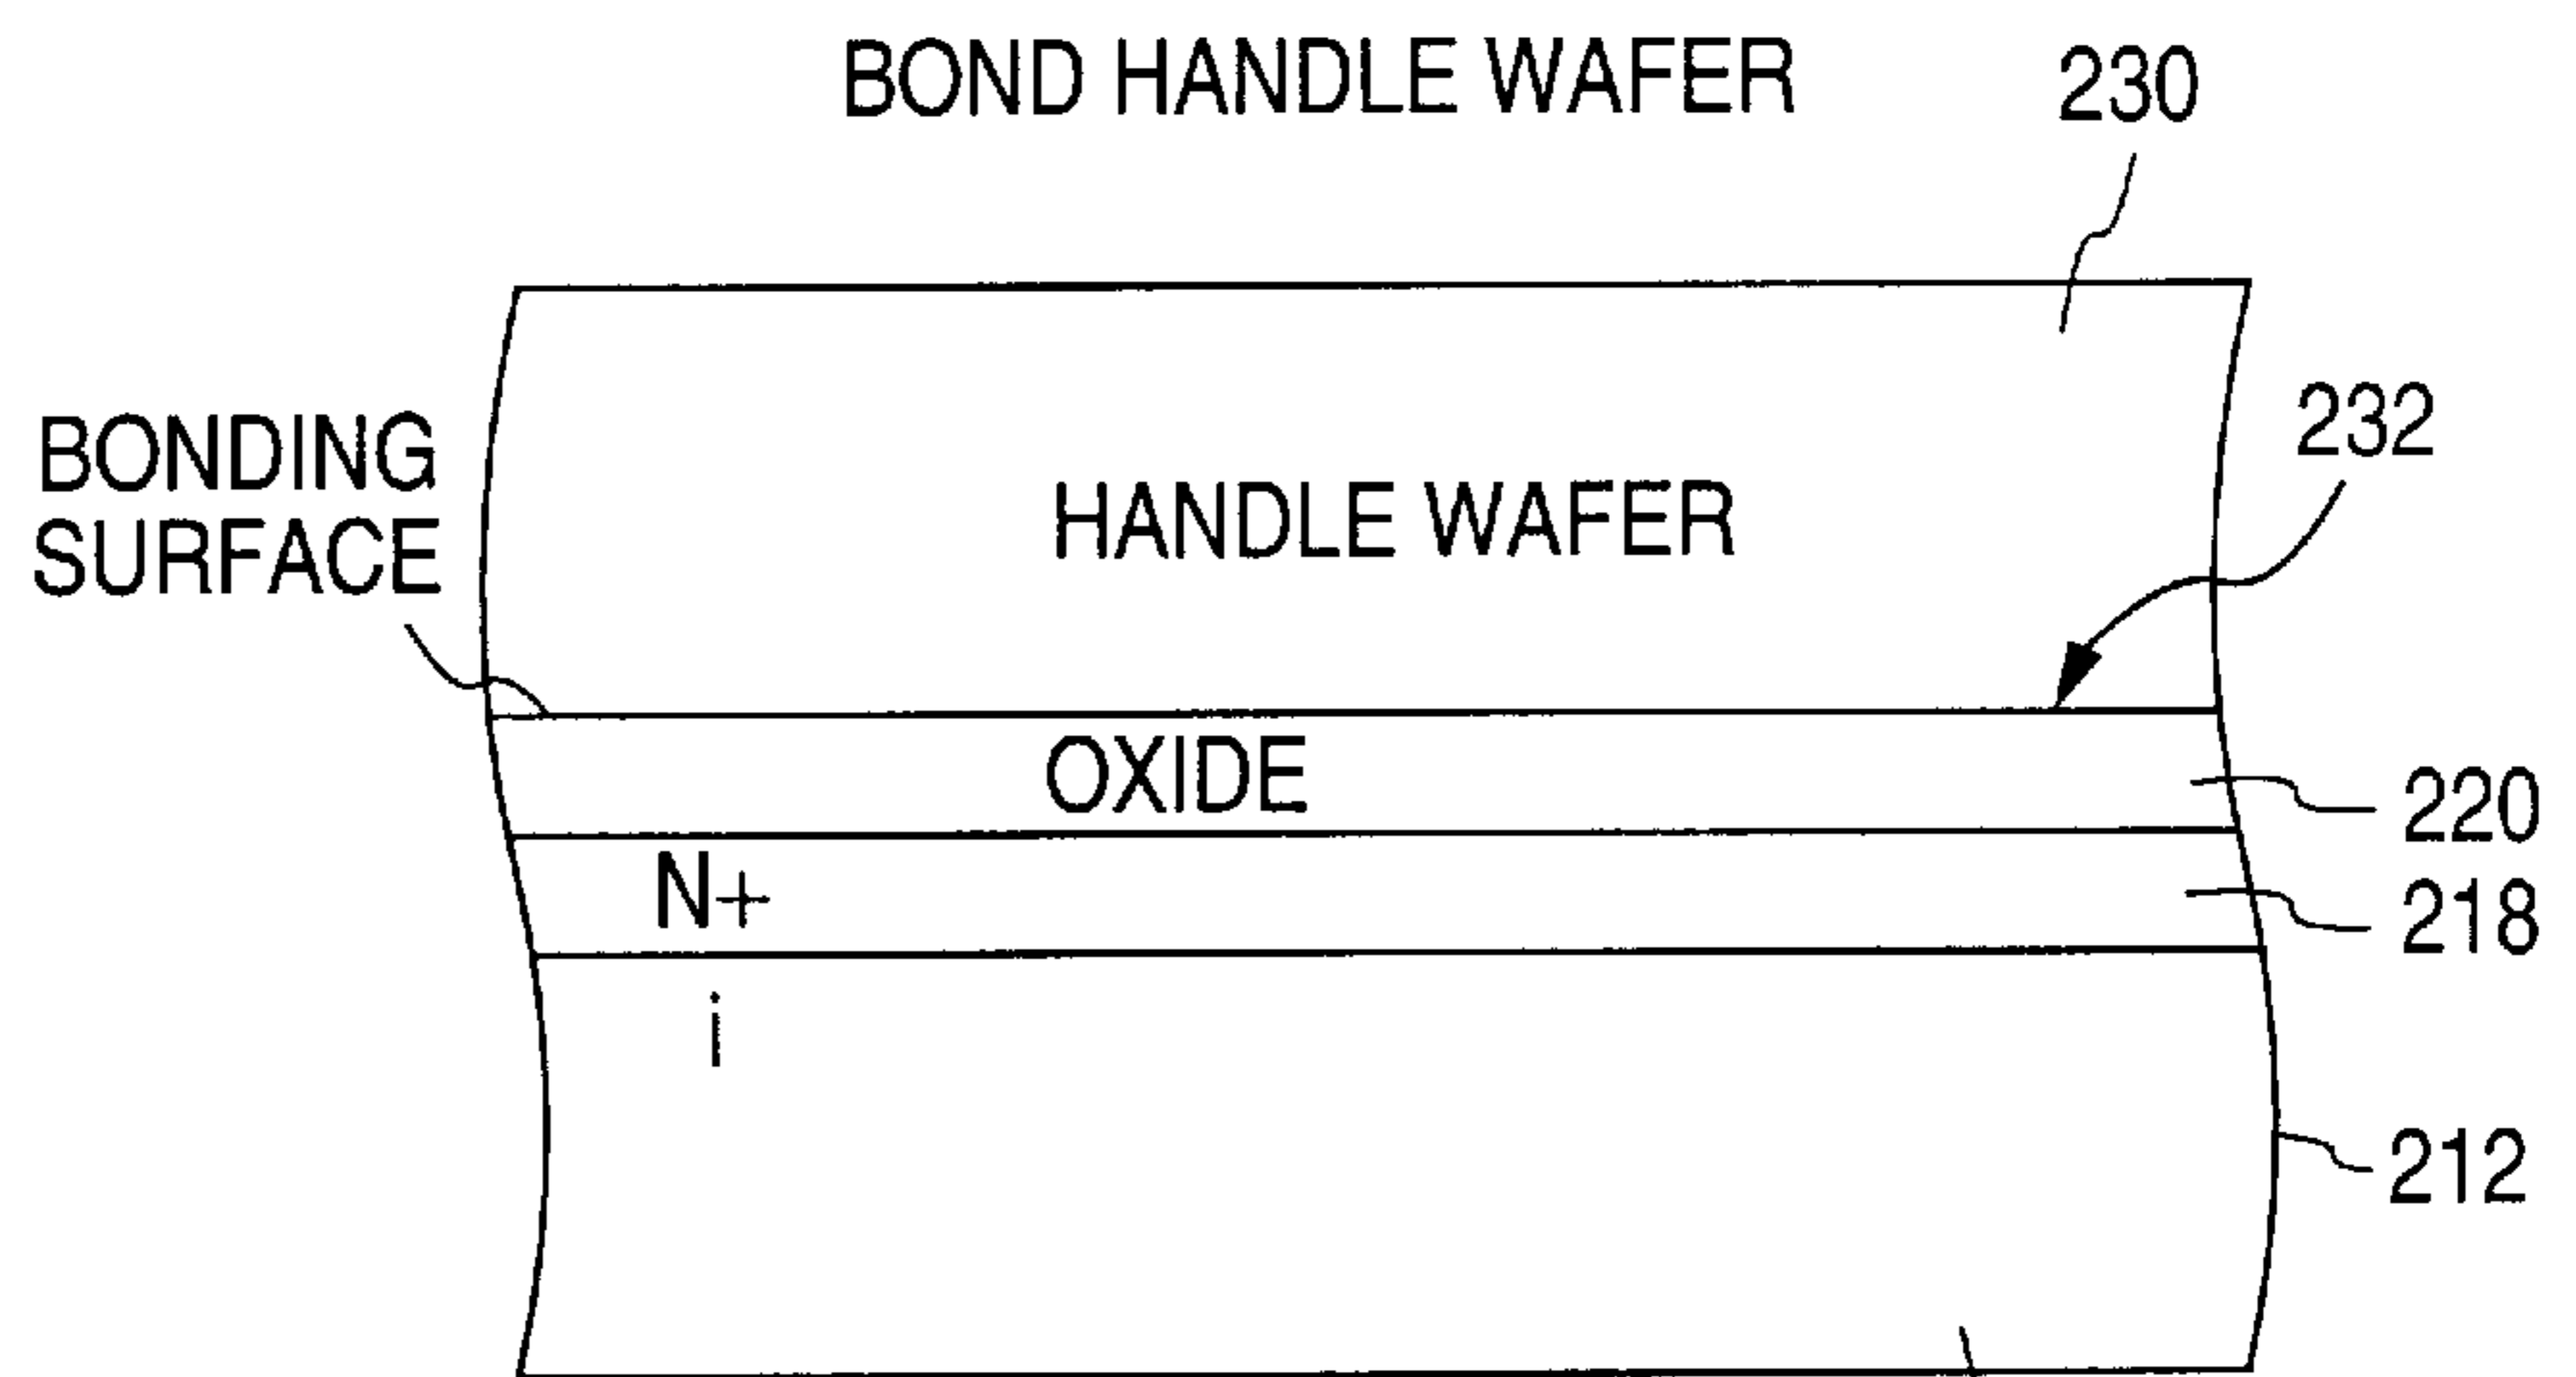 BOND HANDLE WAFER
230
BONDING
SURFACE
232
HANDLE WAFER
OXIDE
220
N+
218
i
212